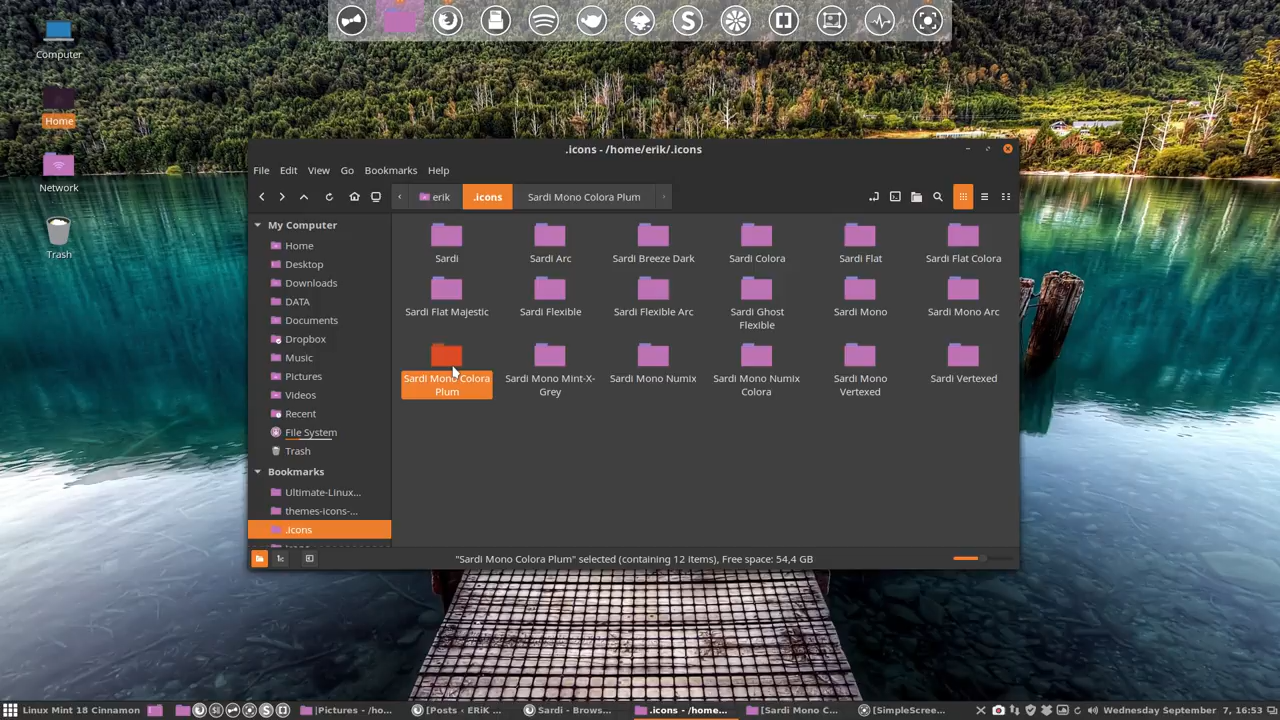 Computer
Home
Network
Trash
.icons - /home/erik/.icons
File Edit View Go Bookmarks Help
erik .icons Sardi Mono Colora Plum
My Computer
Home
Desktop
Downloads
DATA
Documents
Dropbox
Music
Pictures
Videos
Recent
File System
Trash
Bookmarks
Ultimate-Linux...
themes-icons-...
.icons
Sardi Sardi Arc Sardi Breeze Dark Sardi Colora Sardi Flat Sardi Flat Colora
Sardi Flat Majestic Sardi Flexible Sardi Flexible Arc Sardi Ghost Flexible Sardi Mono Sardi Mono Arc
Sardi Mono Colora Plum Sardi Mono Mint-X-Grey Sardi Mono Numix Sardi Mono Numix Colora Sardi Mono Vertexed Sardi Vertexed
"Sardi Mono Colora Plum" selected (containing 12 items), Free space: 54,4 GB
Linux Mint 18 Cinnamon |Pictures - /ho... [Posts ‹ ERiK ... Sardi - Brows... .icons - /home... [Sardi Mono C... [SimpleScree... Wednesday September 7, 16:53